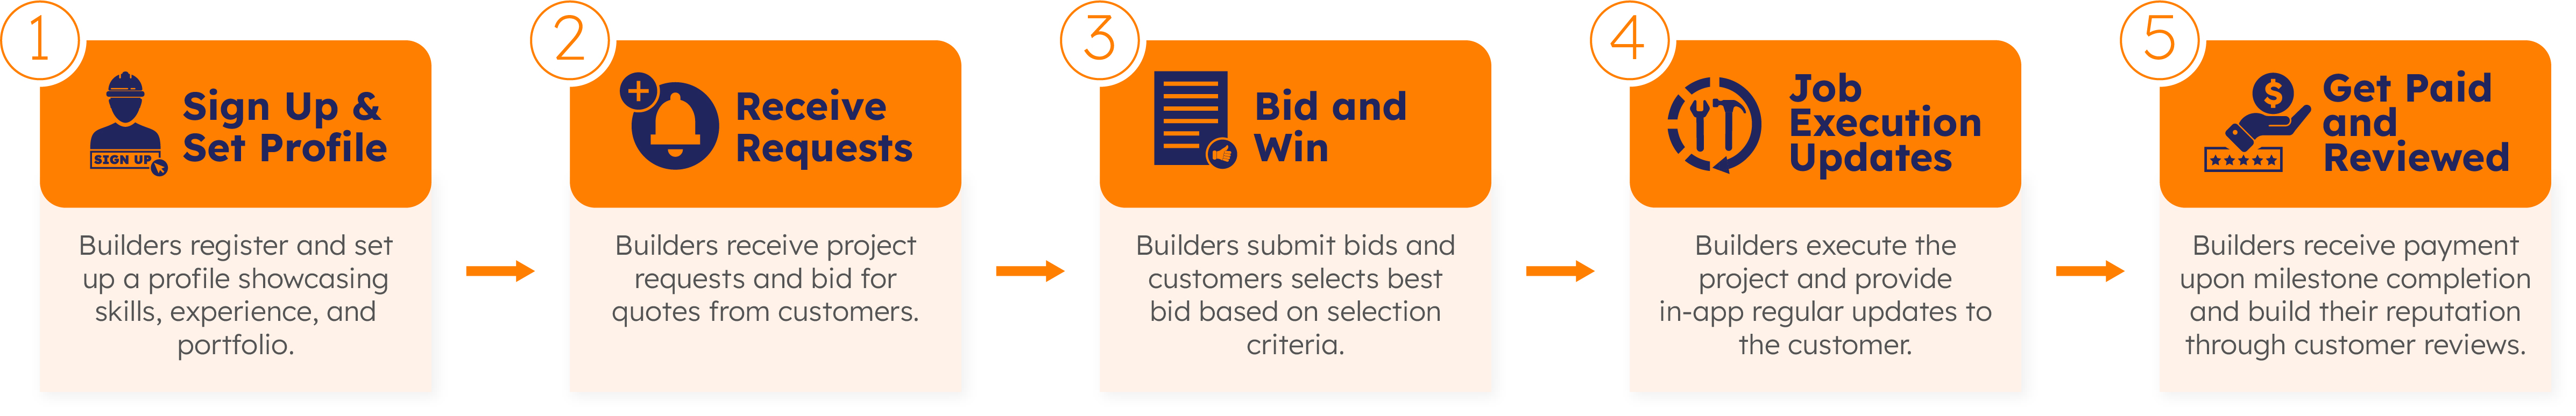 1
SIGN UP
Sign Up &
Set Profile
Builders register and set
up a profile showcasing
skills, experience, and
portfolio.
2
Receive
Requests
Builders receive project
requests and bid for
quotes from customers.
3
Bid and
Win
Builders submit bids and
customers selects best
bid based on selection
criteria.
4
Job
Execution
Updates
Builders execute the
project and provide
in-app regular updates to
the customer.
5
$
Get Paid
and
Reviewed
Builders receive payment
upon milestone completion
and build their reputation
through customer reviews.